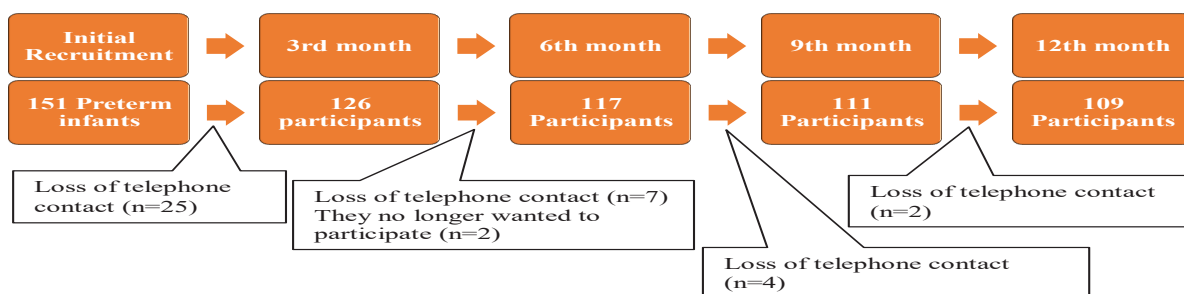 Initial
Recruitment
3rd month
6th month
9th month
12th month
151 Preterm
infants
126
participants
117
Participants
111
Participants
109
Participants
Loss of telephone
contact (n=25)
Loss of telephone contact (n=7)
They no longer wanted to
participate (n=2)
Loss of telephone contact
(n=4)
Loss of telephone contact
(n=2)